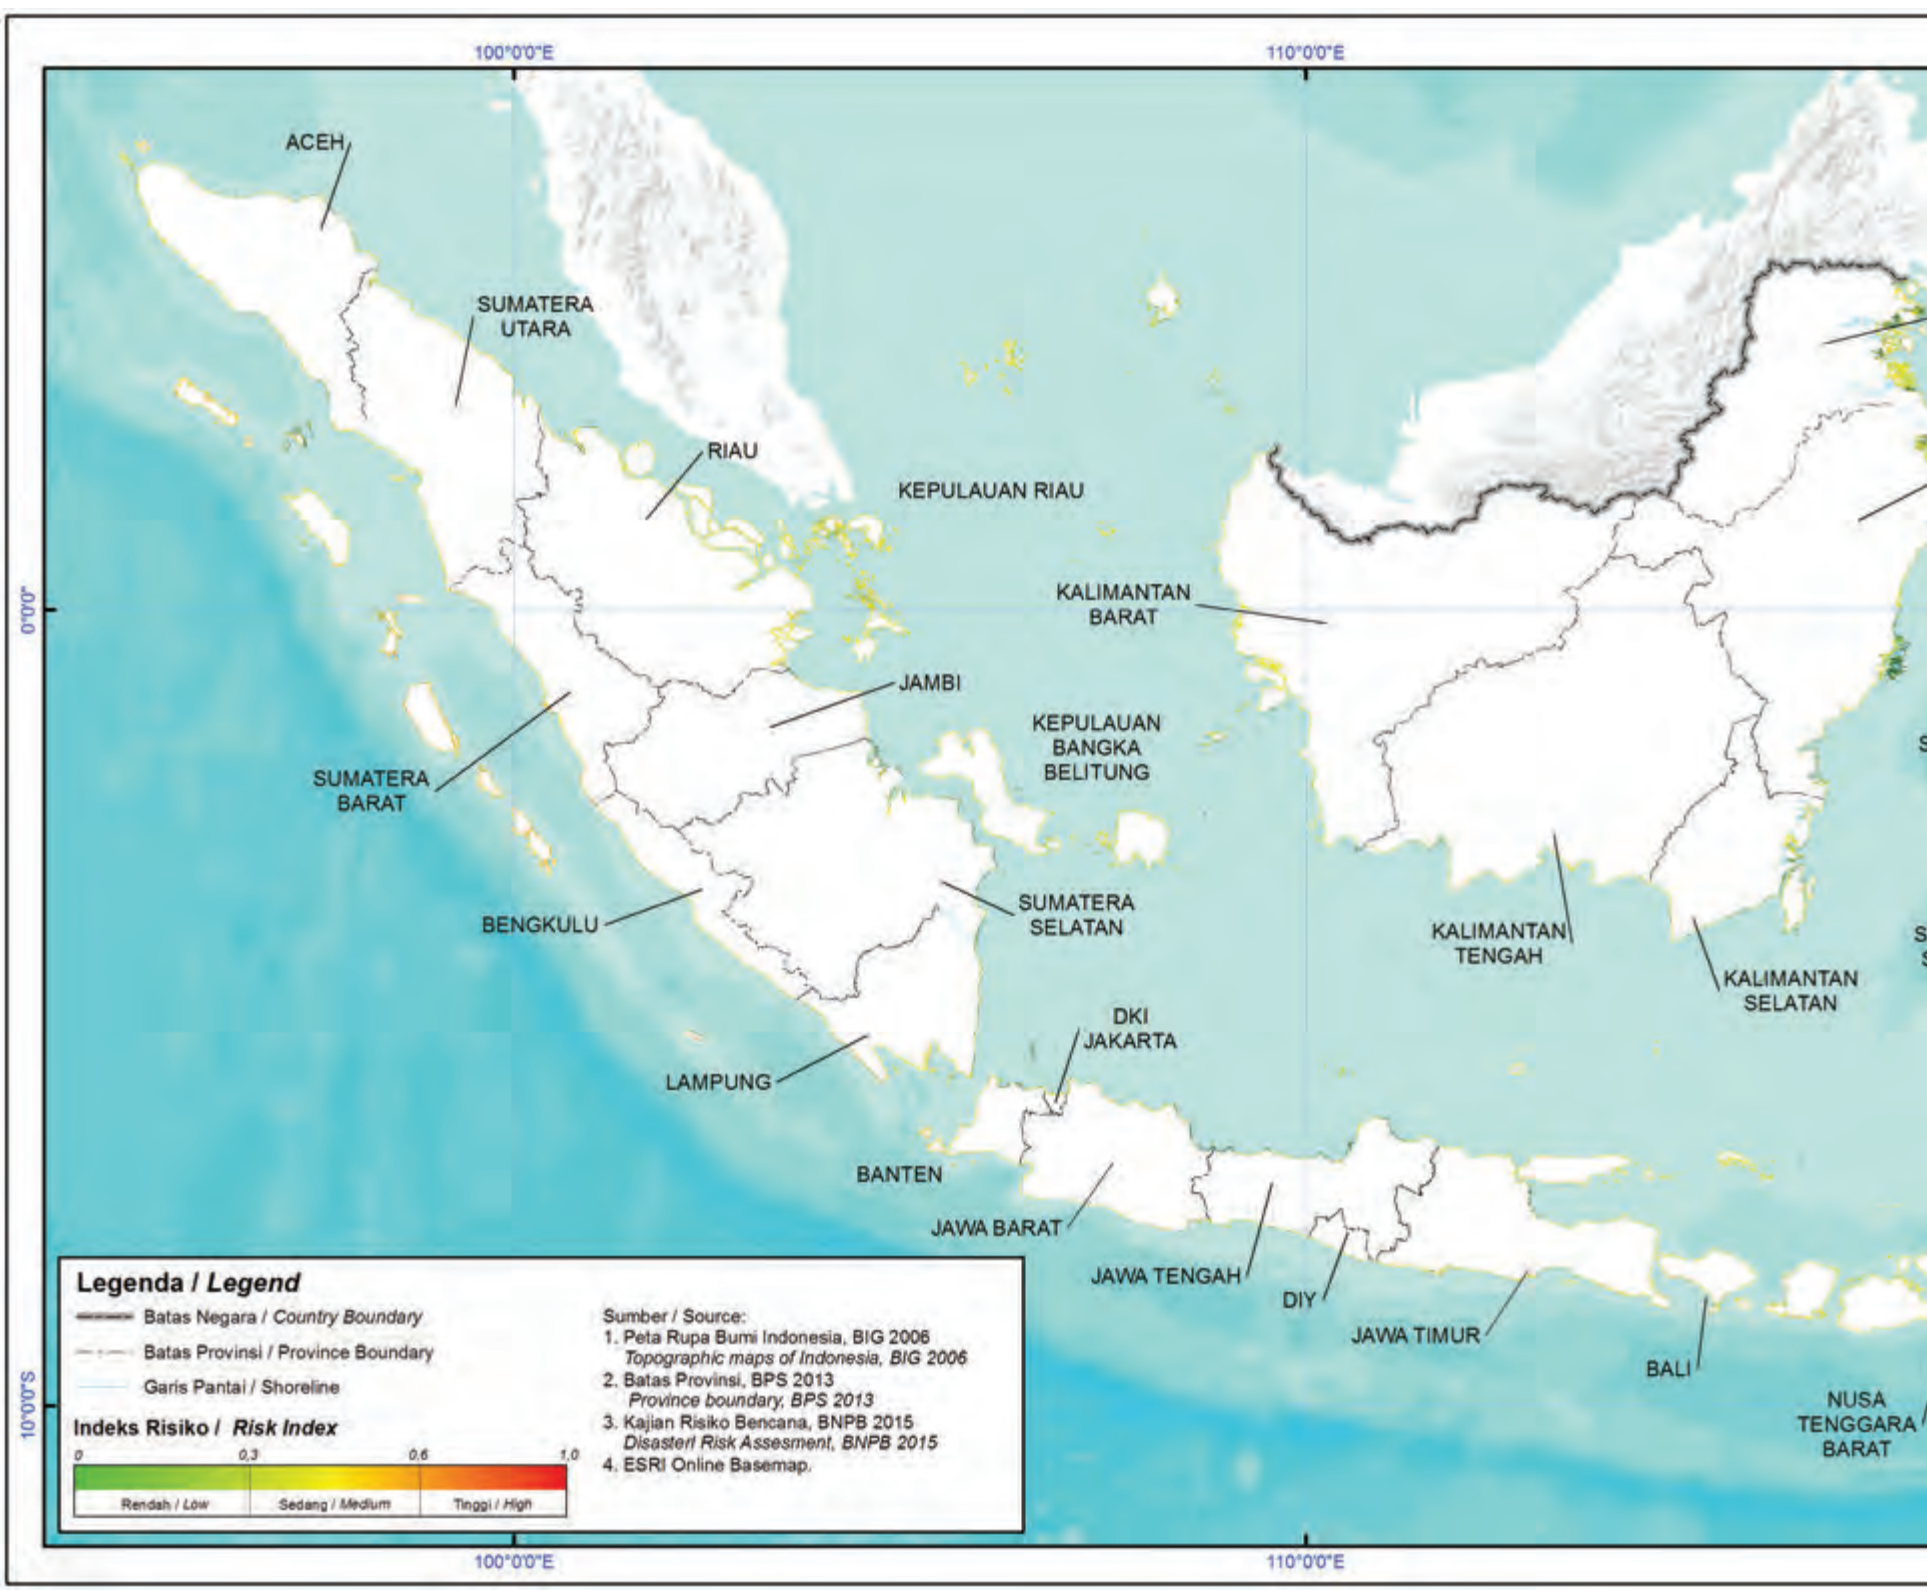 100°0'0"E
110°0'0"E
ACEH
SUMATERA
UTARA
RIAU
KEPULAUAN RIAU
0°0'0"
KALIMANTAN
BARAT
JAMBI
KEPULAUAN
BANGKA
BELITUNG
SUMATERA
BARAT
SUMATERA
SELATAN
BENGKULU
KALIMANTAN
TENGAH
KALIMANTAN
SELATAN
DKI
JAKARTA
LAMPUNG
BANTEN
JAWA BARAT
JAWA TENGAH
DIY
JAWA TIMUR
BALI
NUSA
TENGGARA
BARAT
10°0'0"S
Legenda / Legend
Batas Negara / Country Boundary
Batas Provinsi / Province Boundary
Garis Pantai / Shoreline
Indeks Risiko / Risk Index
0 0,3 0,6 1,0
Rendah / Low Sedang / Medium Tinggi / High
Sumber / Source:
1. Peta Rupa Bumi Indonesia, BIG 2006
Topographic maps of Indonesia, BIG 2006
2. Batas Provinsi, BPS 2013
Province boundary, BPS 2013
3. Kajian Risiko Bencana, BNPB 2015
Disasterl Risk Assesment, BNPB 2015
4. ESRI Online Basemap.
100°0'0"E
110°0'0"E